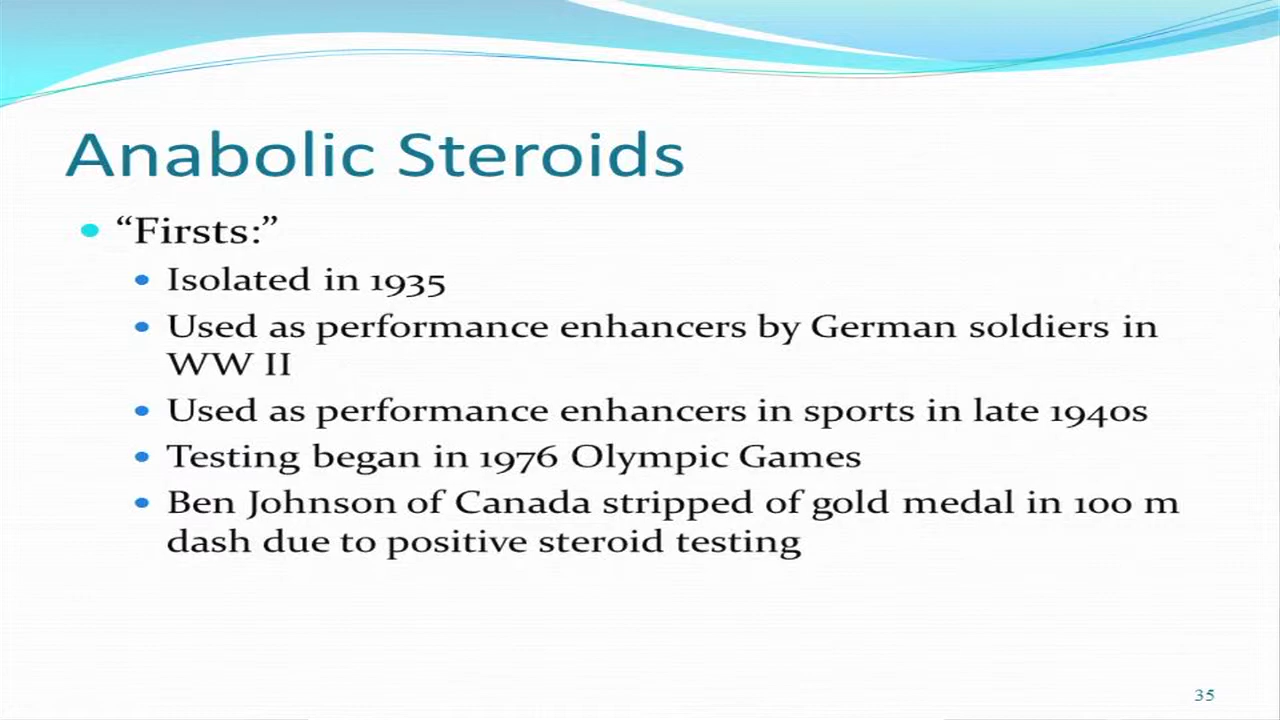 Anabolic Steroids
• “Firsts:”
• Isolated in 1935
• Used as performance enhancers by German soldiers in
WW II
• Used as performance enhancers in sports in late 1940s
• Testing began in 1976 Olympic Games
• Ben Johnson of Canada stripped of gold medal in 100 m
dash due to positive steroid testing
35